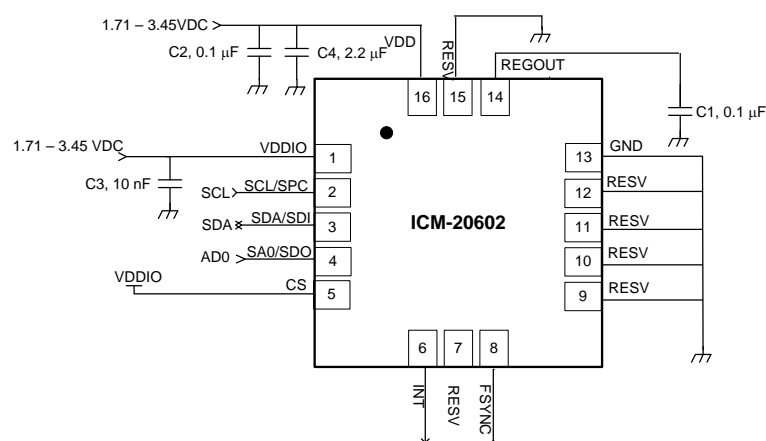 1.71 – 3.45VDC
C2, 0.1 μF
C4, 2.2 μF
VDD
RESV
REGOUT
16
15
14
C1, 0.1 μF
1.71 – 3.45 VDC
VDDIO
1
C3, 10 nF
SCL
SCL/SPC
2
SDA
SDA/SDI
3
AD0
SA0/SDO
4
VDDIO
CS
5
ICM-20602
13
GND
12
RESV
11
RESV
10
RESV
9
RESV
6
7
8
INT
RESV
FSYNC